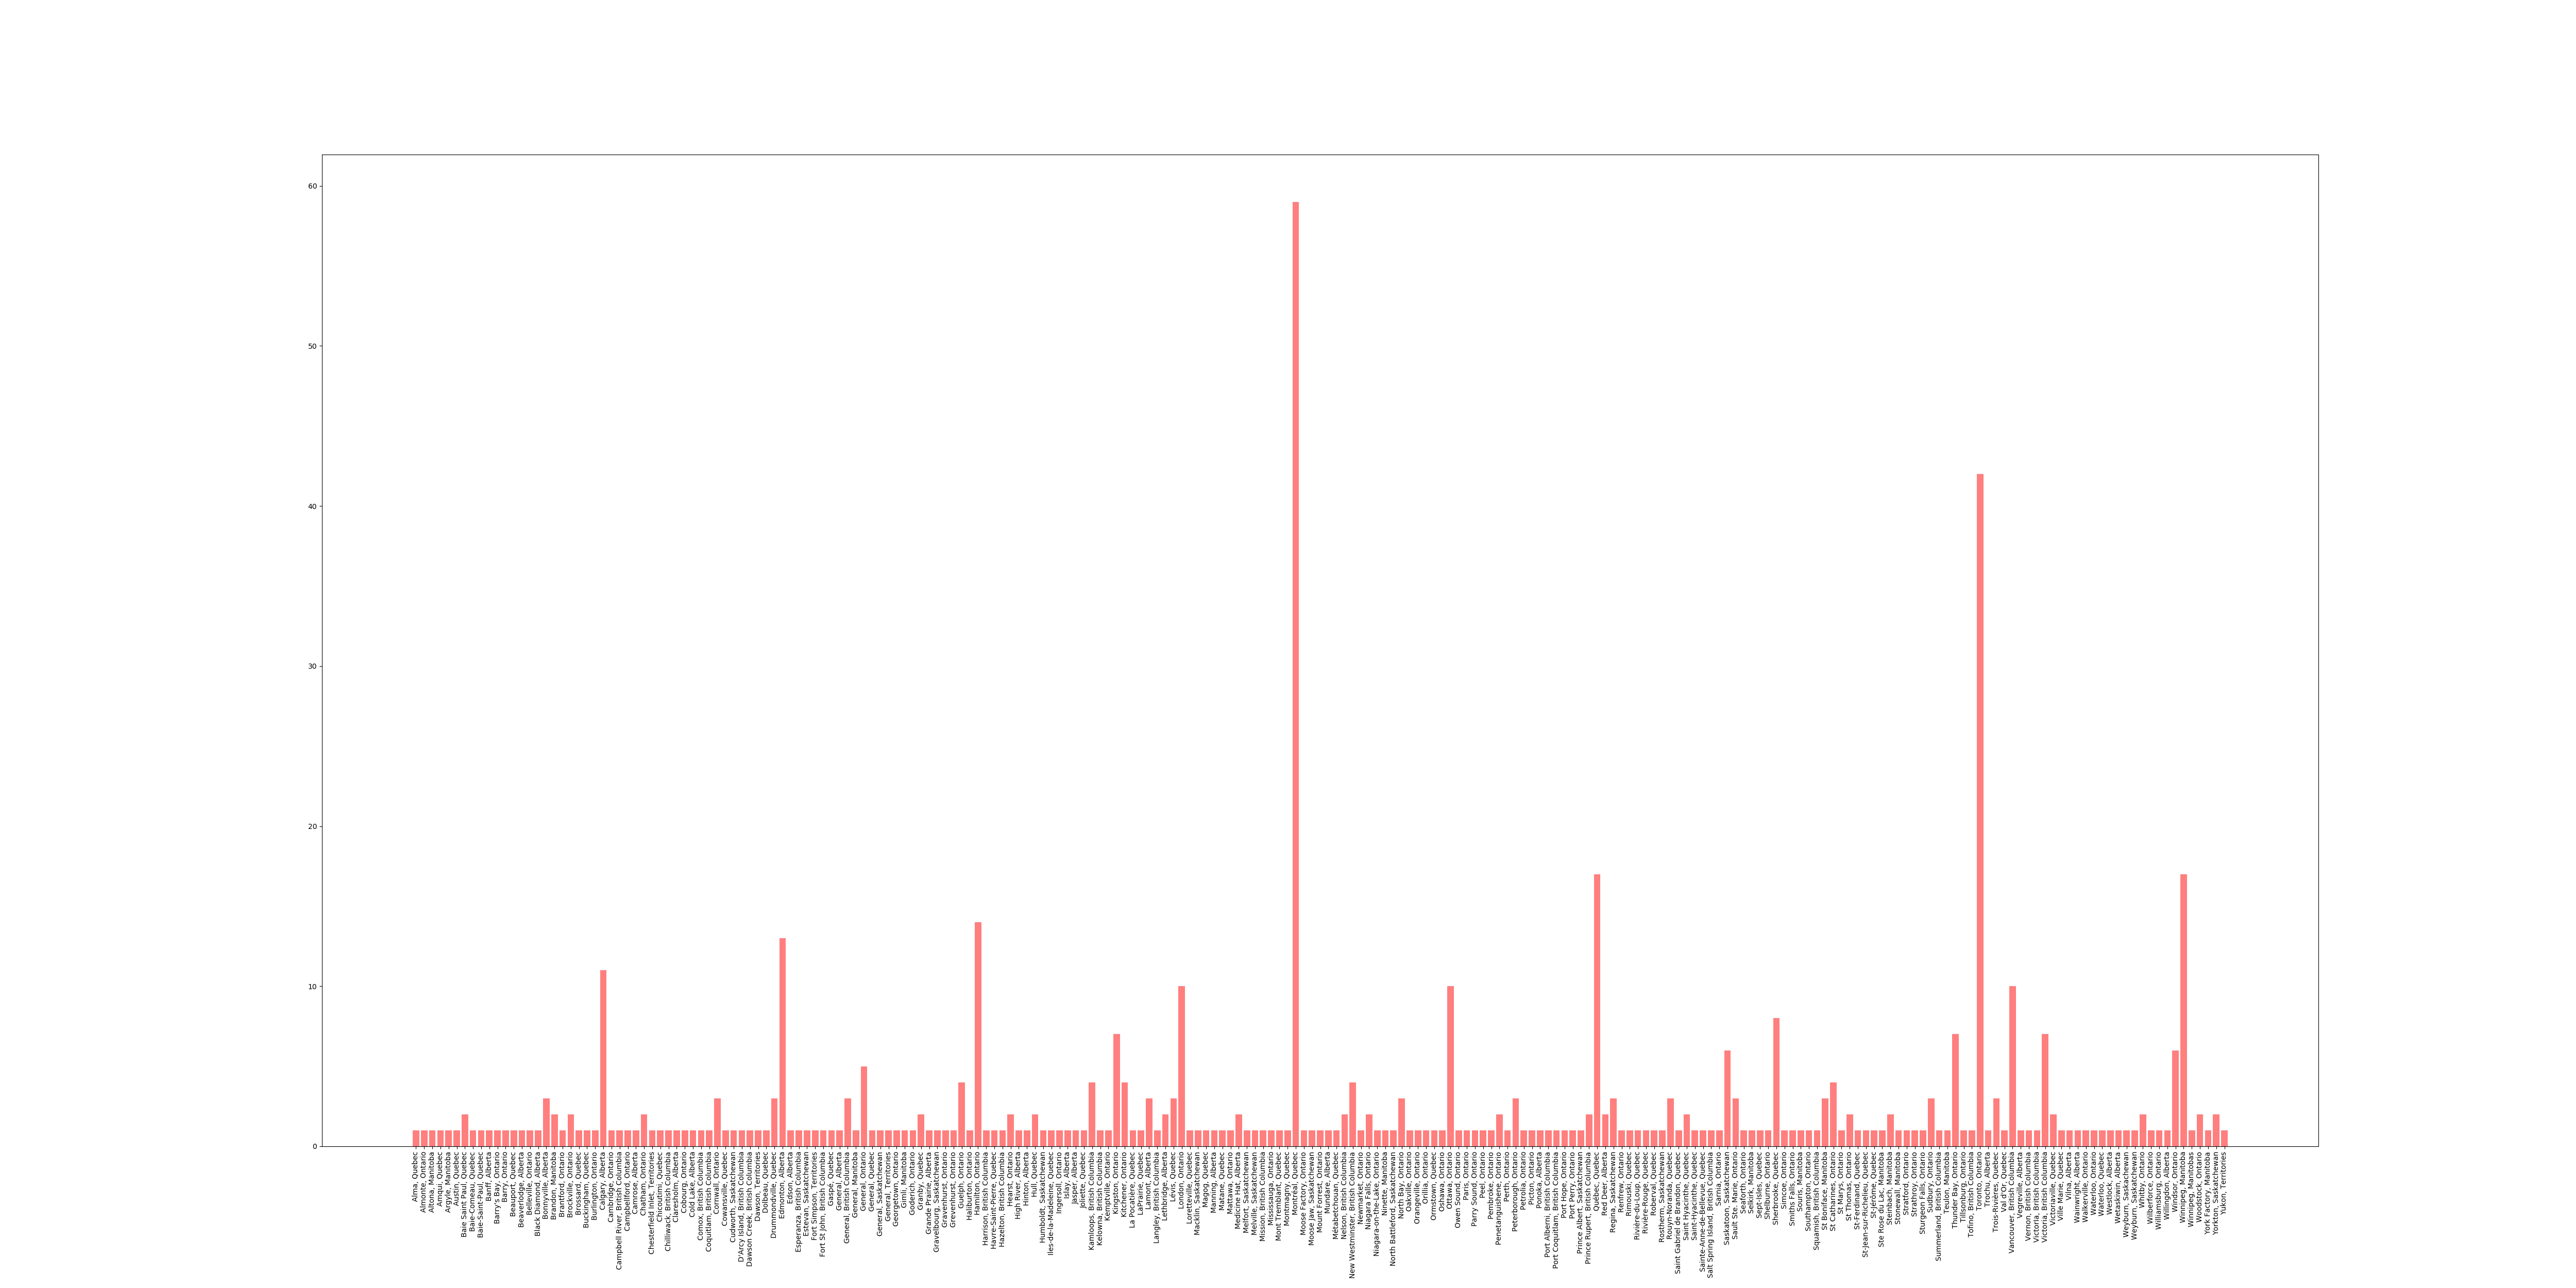 60
50
40
30
20
10
0
Alma, Quebec
Almonte, Ontario
Altona, Manitoba
Amqui, Quebec
Argyle, Manitoba
Austin, Quebec
Baie Saint Paul, Quebec
Baie-Comeau, Quebec
Baie-Saint-Paul, Quebec
Banff, Alberta
Barry's Bay, Ontario
Barry, Ontario
Beauport, Quebec
Beaverlodge, Alberta
Belleville, Ontario
Black Diamond, Alberta
Bonnyville, Alberta
Brandon, Manitoba
Brantford, Ontario
Brockville, Ontario
Brossard, Quebec
Buckingham, Quebec
Burlington, Ontario
Calgary, Alberta
Cambridge, Ontario
Campbell River, British Columbia
Campbellford, Ontario
Camrose, Alberta
Chatham, Ontario
Chesterfield Inlet, Territories
Chicoutimi, Quebec
Chilliwack, British Columbia
Claresholm, Alberta
Cobourg, Ontario
Cold Lake, Alberta
Comox, British Columbia
Coquitlam, British Columbia
Cornwall, Ontario
Cowansville, Quebec
Cudworth, Saskatchewan
D'Arcy Island, British Columbia
Dawson Creek, British Columbia
Dawson, Territories
Dolbeau, Quebec
Drummondville, Quebec
Edmonton, Alberta
Edson, Alberta
Esperanza, British Columbia
Estevan, Saskatchewan
Fort Simpson, Territories
Fort St John, British Columbia
Gaspé, Quebec
General, Alberta
General, British Columbia
General, Manitoba
General, Ontario
General, Quebec
General, Saskatchewan
General, Territories
Georgetown, Ontario
Gimli, Manitoba
Goderich, Ontario
Granby, Quebec
Grande Prairie, Alberta
Gravelbourg, Saskatchewan
Gravenhurst, Ontario
Grevenhurst, Ontario
Guelph, Ontario
Haliburton, Ontario
Hamilton, Ontario
Harrison, British Columbia
Havre-Saint-Pierre, Quebec
Hazelton, British Columbia
Hearst, Ontario
High River, Alberta
Hinton, Alberta
Hull, Quebec
Humboldt, Saskatchewan
Iles-de-la-Madeleine, Quebec
Ingersoll, Ontario
Islay, Alberta
Jasper, Alberta
Joliette, Quebec
Kamloops, British Columbia
Kelowna, British Columbia
Kemptville, Ontario
Kingston, Ontario
Kitchener, Ontario
La Pocatière, Quebec
LaPrairie, Quebec
Lamont, Alberta
Langley, British Columbia
Lethbridge, Alberta
Lévis, Quebec
London, Ontario
Loretteville, Quebec
Macklin, Saskatchewan
Magog, Quebec
Manning, Alberta
Matane, Quebec
Mattawa, Ontario
Medicine Hat, Alberta
Melfort, Saskatchewan
Melville, Saskatchewan
Mission, British Columbia
Mississauga, Ontario
Mont Tremblant, Quebec
Montmagny, Quebec
Montréal, Quebec
Moose Factory, Ontario
Moose Jaw, Saskatchewan
Mount Forest, Ontario
Mundare, Alberta
Métabetchouan, Quebec
Nelson, British Columbia
New Westminster, British Columbia
Newmarket, Ontario
Niagara Falls, Ontario
Niagara-on-the-Lake, Ontario
Ninette, Manitoba
North Battleford, Saskatchewan
North Bay, Ontario
Oakville, Ontario
Orangeville, Ontario
Orillia, Ontario
Ormstown, Quebec
Oshawa, Ontario
Ottawa, Ontario
Owen Sound, Ontario
Paris, Ontario
Parry Sound, Ontario
Peel, Ontario
Pembroke, Ontario
Penetanguishene, Ontario
Perth, Ontario
Peterborough, Ontario
Petrolia, Ontario
Picton, Ontario
Ponoka, Alberta
Port Alberni, British Columbia
Port Coquitlam, British Columbia
Port Hope, Ontario
Port Perry, Ontario
Prince Albert, Saskatchewan
Prince Rupert, British Columbia
Québec, Quebec
Red Deer, Alberta
Regina, Saskatchewan
Renfrew, Ontario
Rimouski, Quebec
Rivière-du-Loup, Quebec
Rivière-Rouge, Quebec
Roberval, Quebec
Rostherm, Saskatchewan
Rouyn-Noranda, Quebec
Saint Gabriel de Brandon, Quebec
Saint Hyacinthe, Quebec
Saint-Hyacinthe, Quebec
Sainte-Anne-de-Bellevue, Quebec
Salt Spring Island, British Columbia
Sarnia, Ontario
Saskatoon, Saskatchewan
Sault Ste. Marie, Ontario
Seaforth, Ontario
Selkirk, Manitoba
Sept-Isles, Quebec
Shelburne, Ontario
Sherbrooke, Quebec
Simcoe, Ontario
Smiths Falls, Ontario
Souris, Manitoba
Southampton, Ontario
Squamish, British Columbia
St Boniface, Manitoba
St Catharines, Ontario
St Marys, Ontario
St Thomas, Ontario
St-Ferdinand, Quebec
St-Jean-sur-Richelieu, Quebec
St-Jérôme, Quebec
Ste Rose du Lac, Manitoba
Steinbach, Manitoba
Stonewall, Manitoba
Stratford, Ontario
Strathroy, Ontario
Sturgeon Falls, Ontario
Sudbury, Ontario
Summerland, British Columbia
Teulon, Manitoba
Thunder Bay, Ontario
Tillsonburg, Ontario
Tofino, British Columbia
Toronto, Ontario
Trochu, Alberta
Trois-Rivières, Quebec
Val d'Or, Quebec
Vancouver, British Columbia
Vegreville, Alberta
Vernon, British Columbia
Victoria, British Columbia
Victoria, British Columbia
Victoriaville, Quebec
Ville Marie, Quebec
Vilna, Alberta
Wainwright, Alberta
Walkerville, Ontario
Waterloo, Ontario
Waterloo, Quebec
Westlock, Alberta
Wetaskiwin, Alberta
Weyburn, SaskaChewan
Weyburn, Saskatchewan
Whitby, Ontario
Wilberforce, Ontario
Williamsburg, Ontario
Willingdon, Alberta
Windsor, Ontario
Winnipeg, Manitoba
Winnipeg, Manitobas
Woodstock, Ontario
York Factory, Manitoba
Yorkton, Saskatchewan
Yukon, Territories